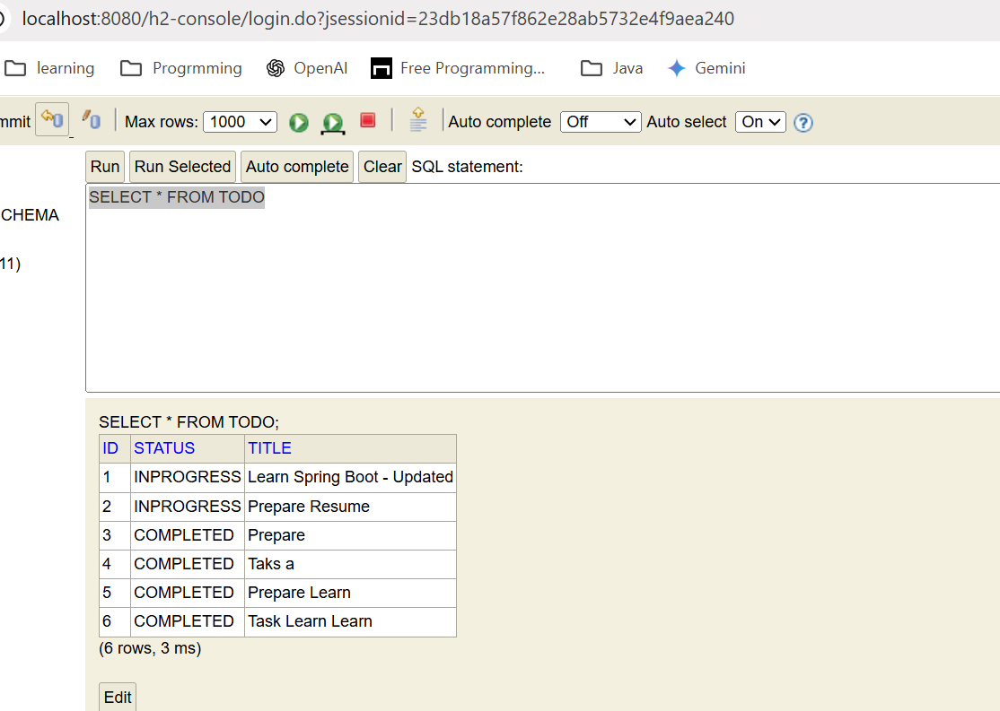 localhost:8080/h2-console/login.do?jsessionid=23db18a57f862e28ab5732e4f9aea240
learning Progrmming OpenAI Free Programming... Java Gemini
mmit Max rows: 1000 Auto complete Off Auto select On ?
Run Run Selected Auto complete Clear SQL statement:
SELECT * FROM TODO
CHEMA
11)
SELECT * FROM TODO;
ID STATUS TITLE
1 INPROGRESS Learn Spring Boot - Updated
2 INPROGRESS Prepare Resume
3 COMPLETED Prepare
4 COMPLETED Taks a
5 COMPLETED Prepare Learn
6 COMPLETED Task Learn Learn
(6 rows, 3 ms)
Edit